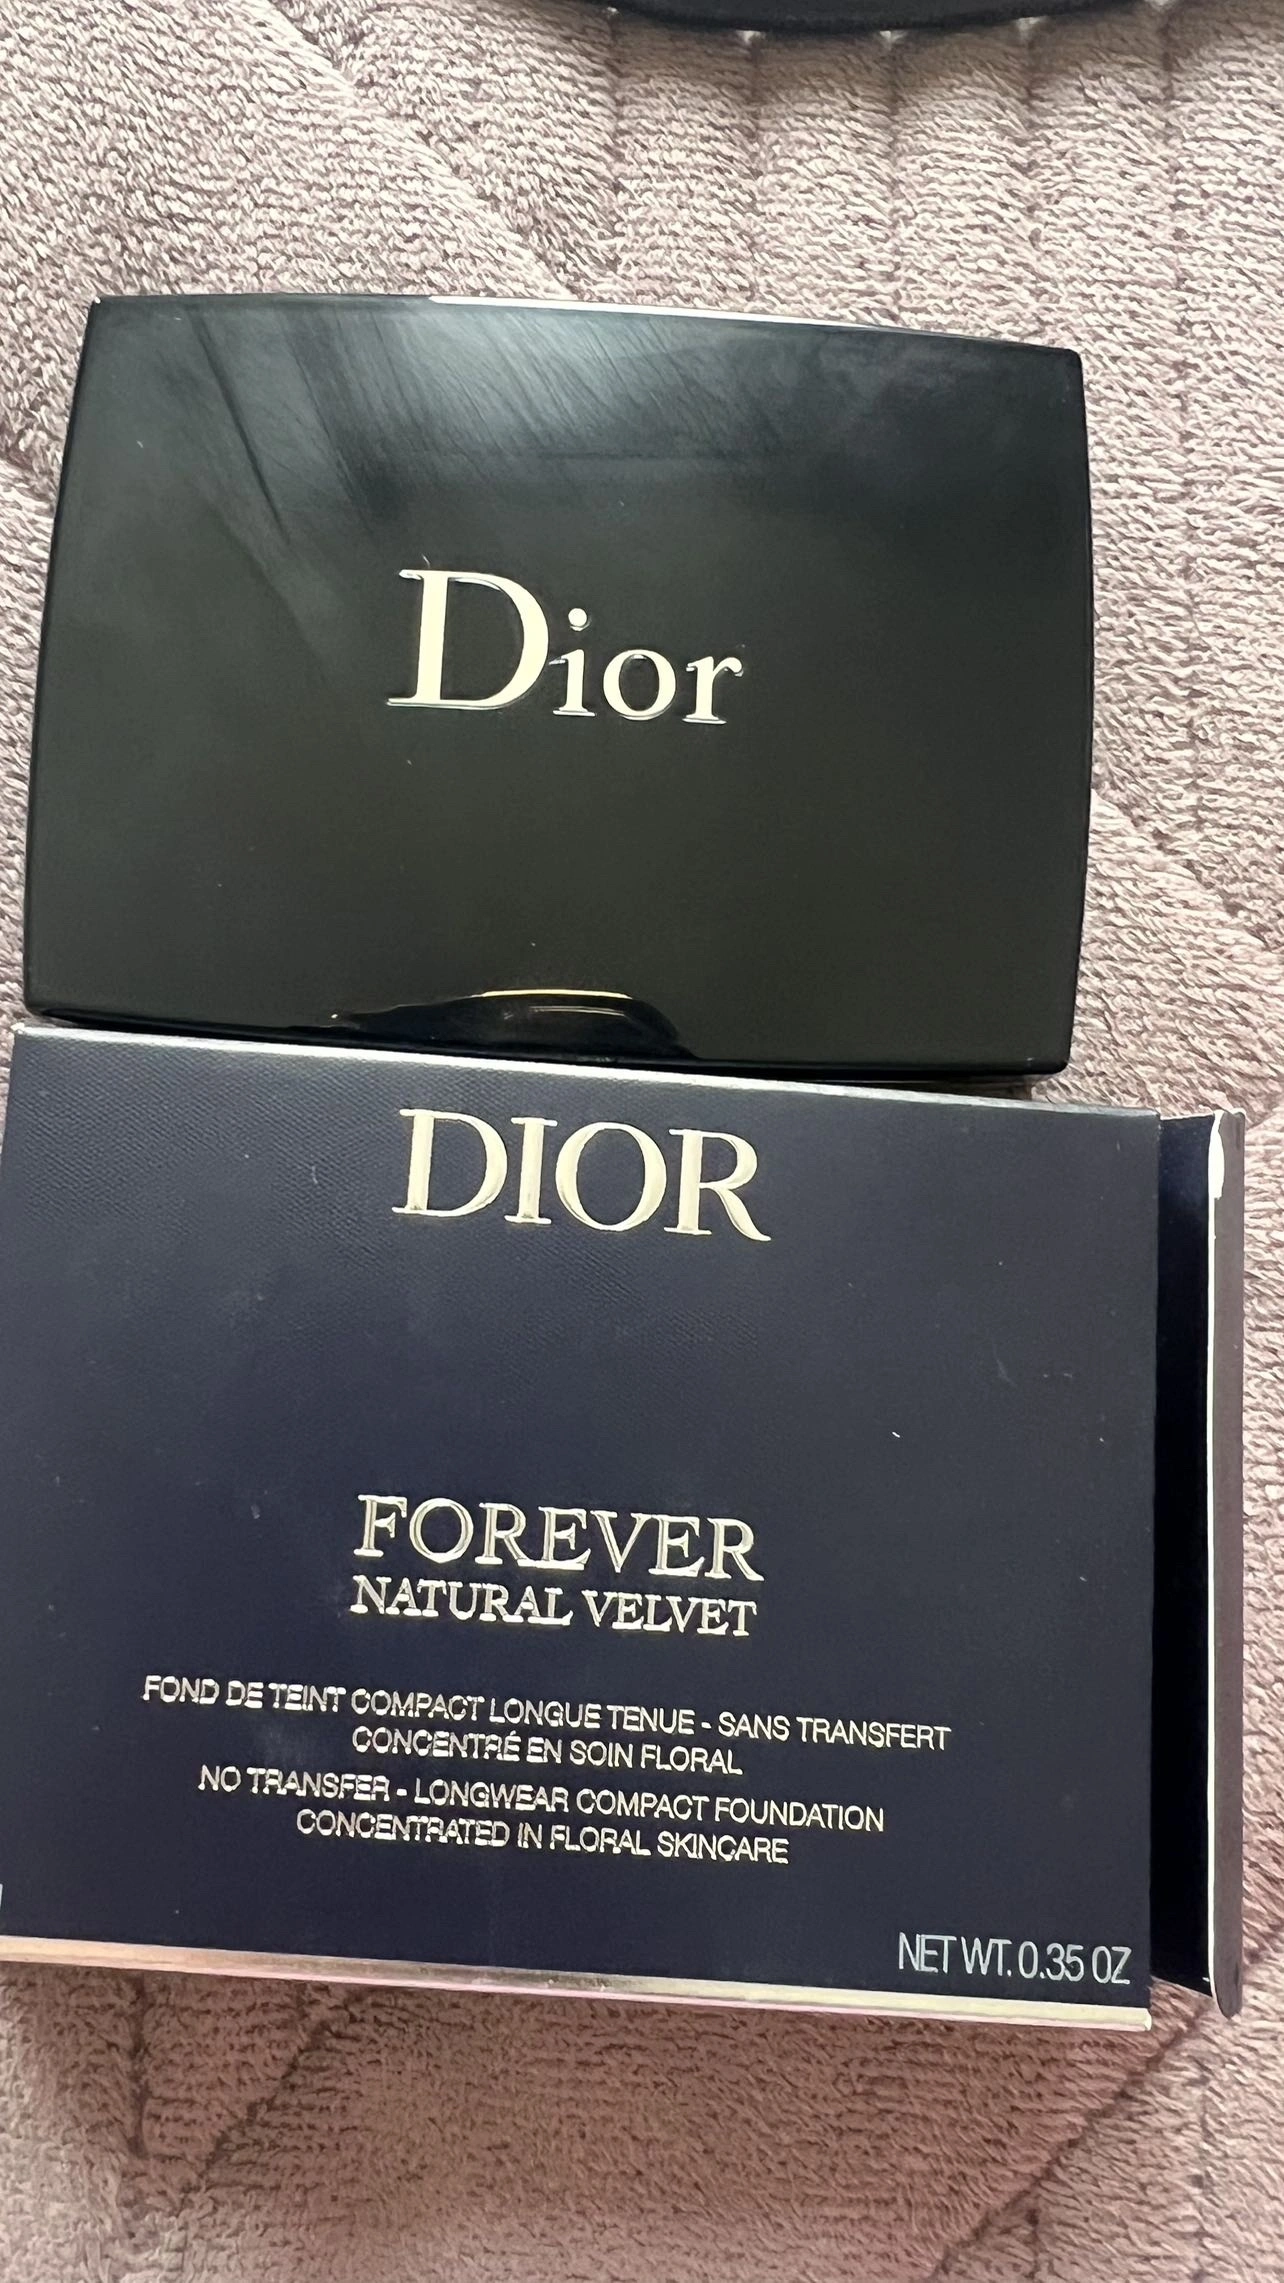 Dior
DIOR
FOREVER
NATURAL VELVET
FOND DE TEINT COMPACT LONGUE TENUE - SANS TRANSFERT
CONCENTRÉ EN SOIN FLORAL
NO TRANSFER - LONGWEAR COMPACT FOUNDATION
CONCENTRATED IN FLORAL SKINCARE
NET WT. 0.35 OZ